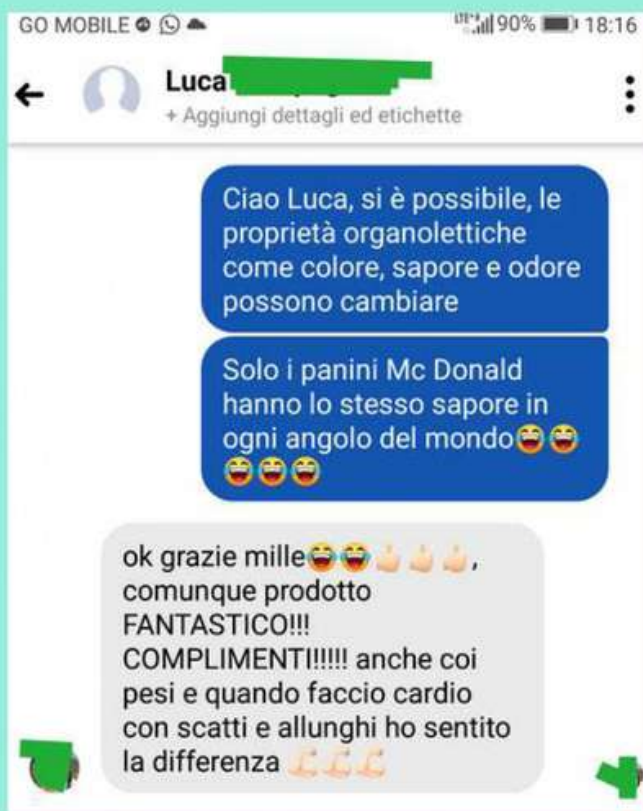 GO MOBILE 90% 18:16
Luca
+ Aggiungi dettagli ed etichette
Ciao Luca, si è possibile, le
proprietà organolettiche
come colore, sapore e odore
possono cambiare
Solo i panini Mc Donald
hanno lo stesso sapore in
ogni angolo del mondo😂😂
😂😂😂
ok grazie mille😂😂👍🏻👍🏻👍🏻,
comunque prodotto
FANTASTICO!!!
COMPLIMENTI!!!!! anche coi
pesi e quando faccio cardio
con scatti e allunghi ho sentito
la differenza 💪🏻💪🏻💪🏻